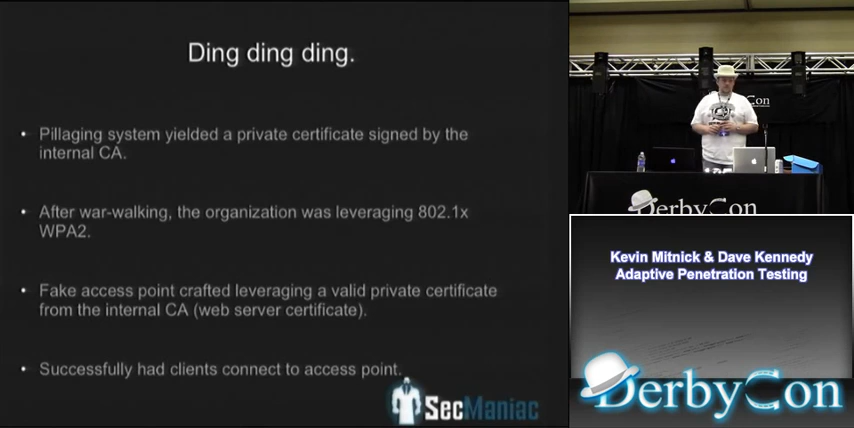 Ding ding ding.
• Pillaging system yielded a private certificate signed by the
internal CA.
• After war-walking, the organization was leveraging 802.1x
WPA2.
• Fake access point crafted leveraging a valid private certificate
from the internal CA (web server certificate).
• Successfully had clients connect to access point.
SecManiac
DerbyCon
Kevin Mitnick & Dave Kennedy
Adaptive Penetration Testing
DerbyCon